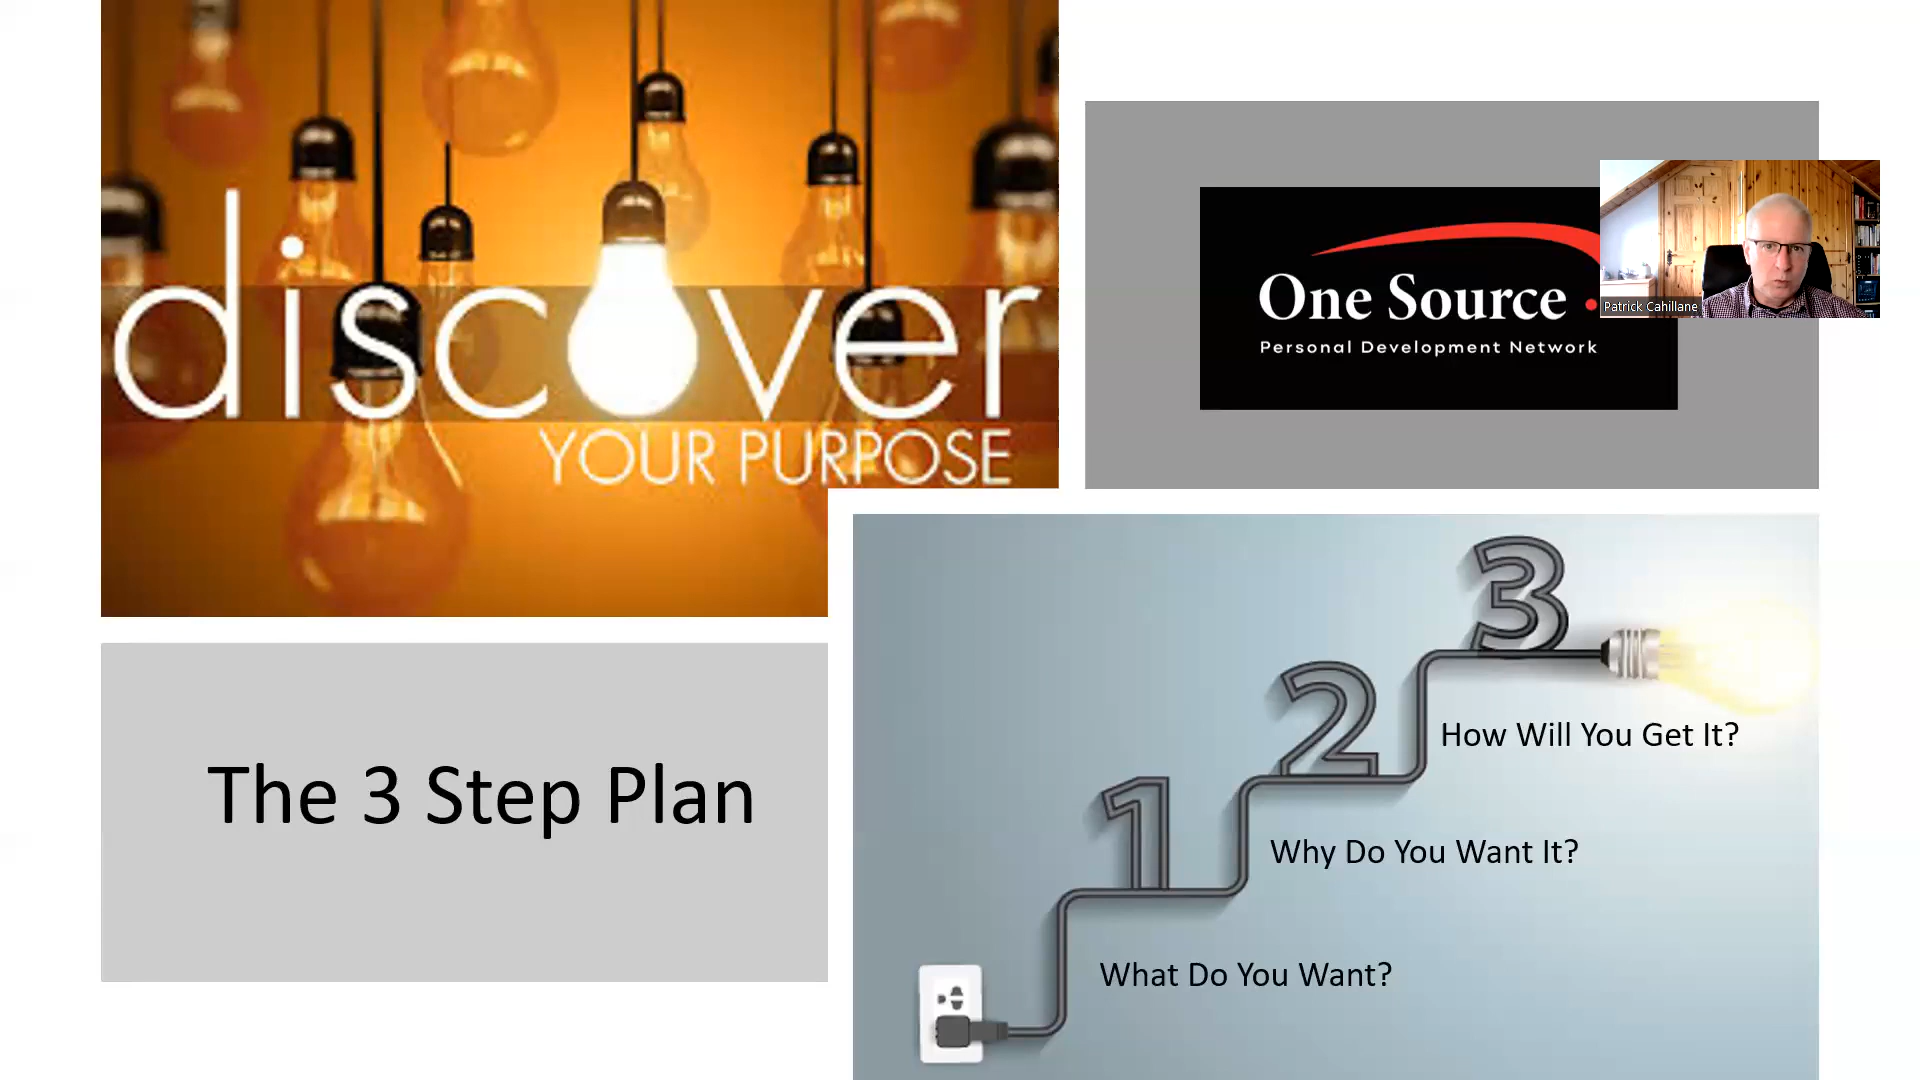 discover
YOUR PURPOSE
One Source
Personal Development Network
Patrick Cahillane
The 3 Step Plan
3
How Will You Get It?
2
Why Do You Want It?
1
What Do You Want?